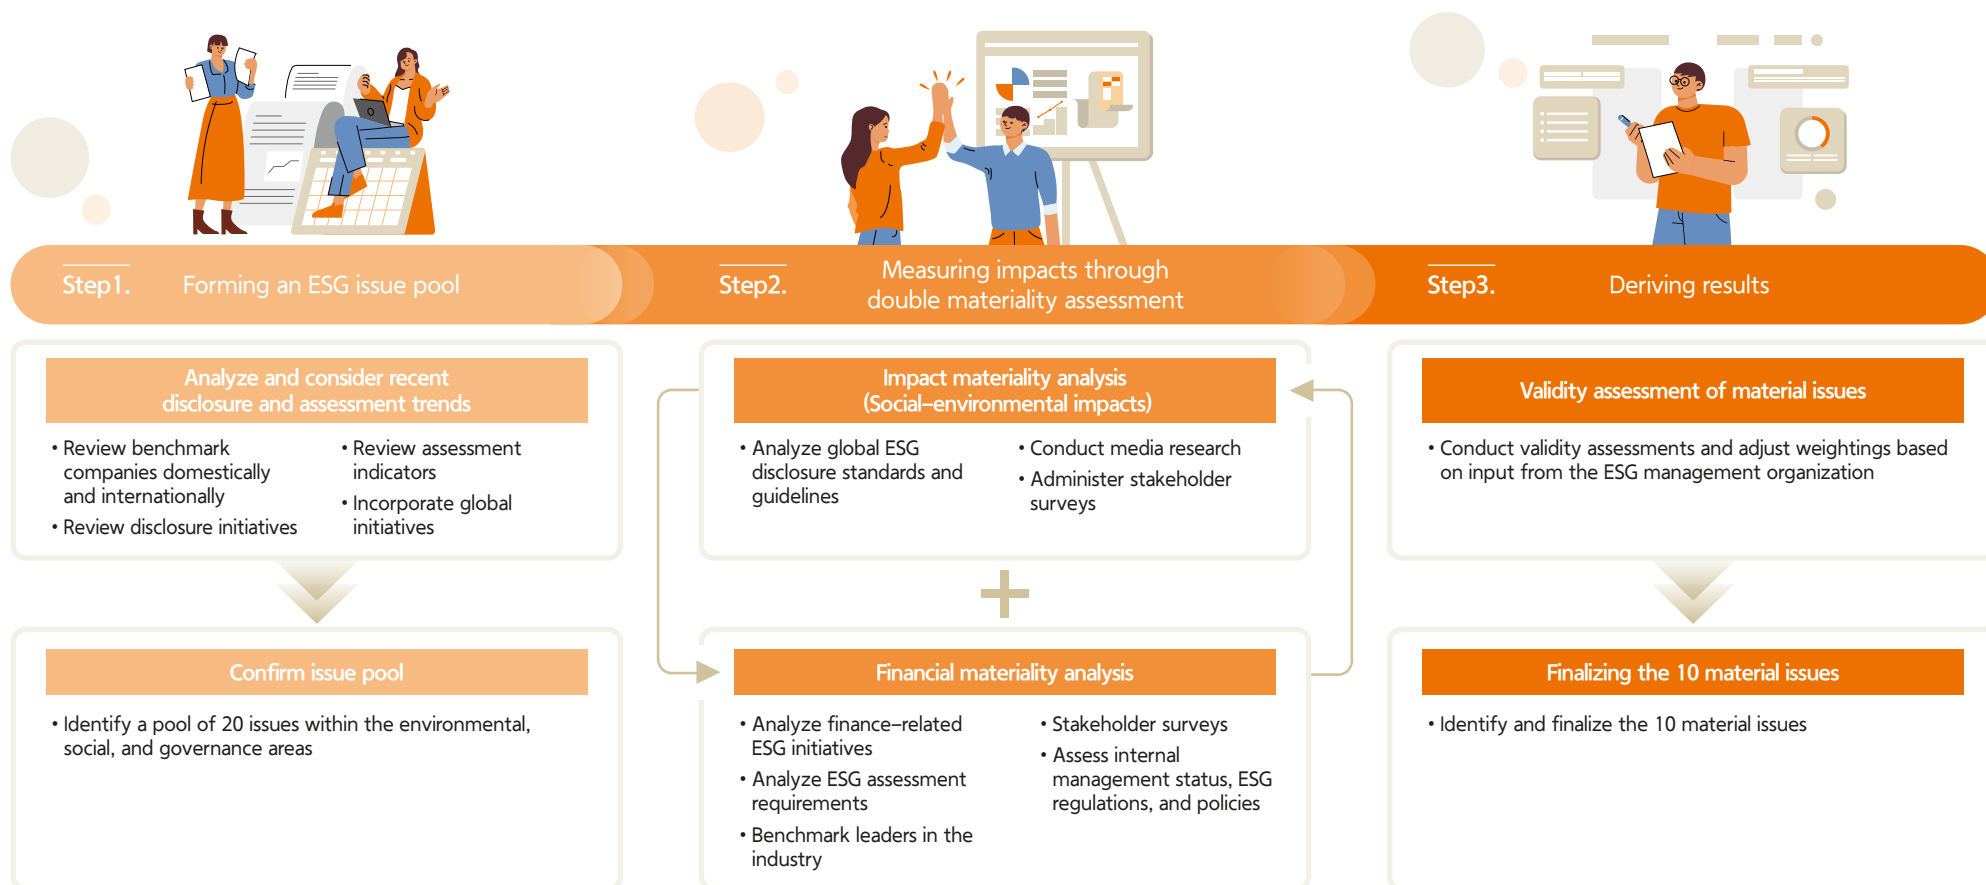 Step1.
Forming an ESG issue pool
Step2.
Measuring impacts through
double materiality assessment
Step3.
Deriving results
Analyze and consider recent
disclosure and assessment trends
• Review benchmark
companies domestically
and internationally
• Review disclosure initiatives
• Review assessment
indicators
• Incorporate global
initiatives
Confirm issue pool
• Identify a pool of 20 issues within the environmental,
social, and governance areas
Impact materiality analysis
(Social–environmental impacts)
• Analyze global ESG
disclosure standards and
guidelines
• Conduct media research
• Administer stakeholder
surveys
Financial materiality analysis
• Analyze finance–related
ESG initiatives
• Analyze ESG assessment
requirements
• Benchmark leaders in the
industry
• Stakeholder surveys
• Assess internal
management status, ESG
regulations, and policies
Validity assessment of material issues
• Conduct validity assessments and adjust weightings based
on input from the ESG management organization
Finalizing the 10 material issues
• Identify and finalize the 10 material issues